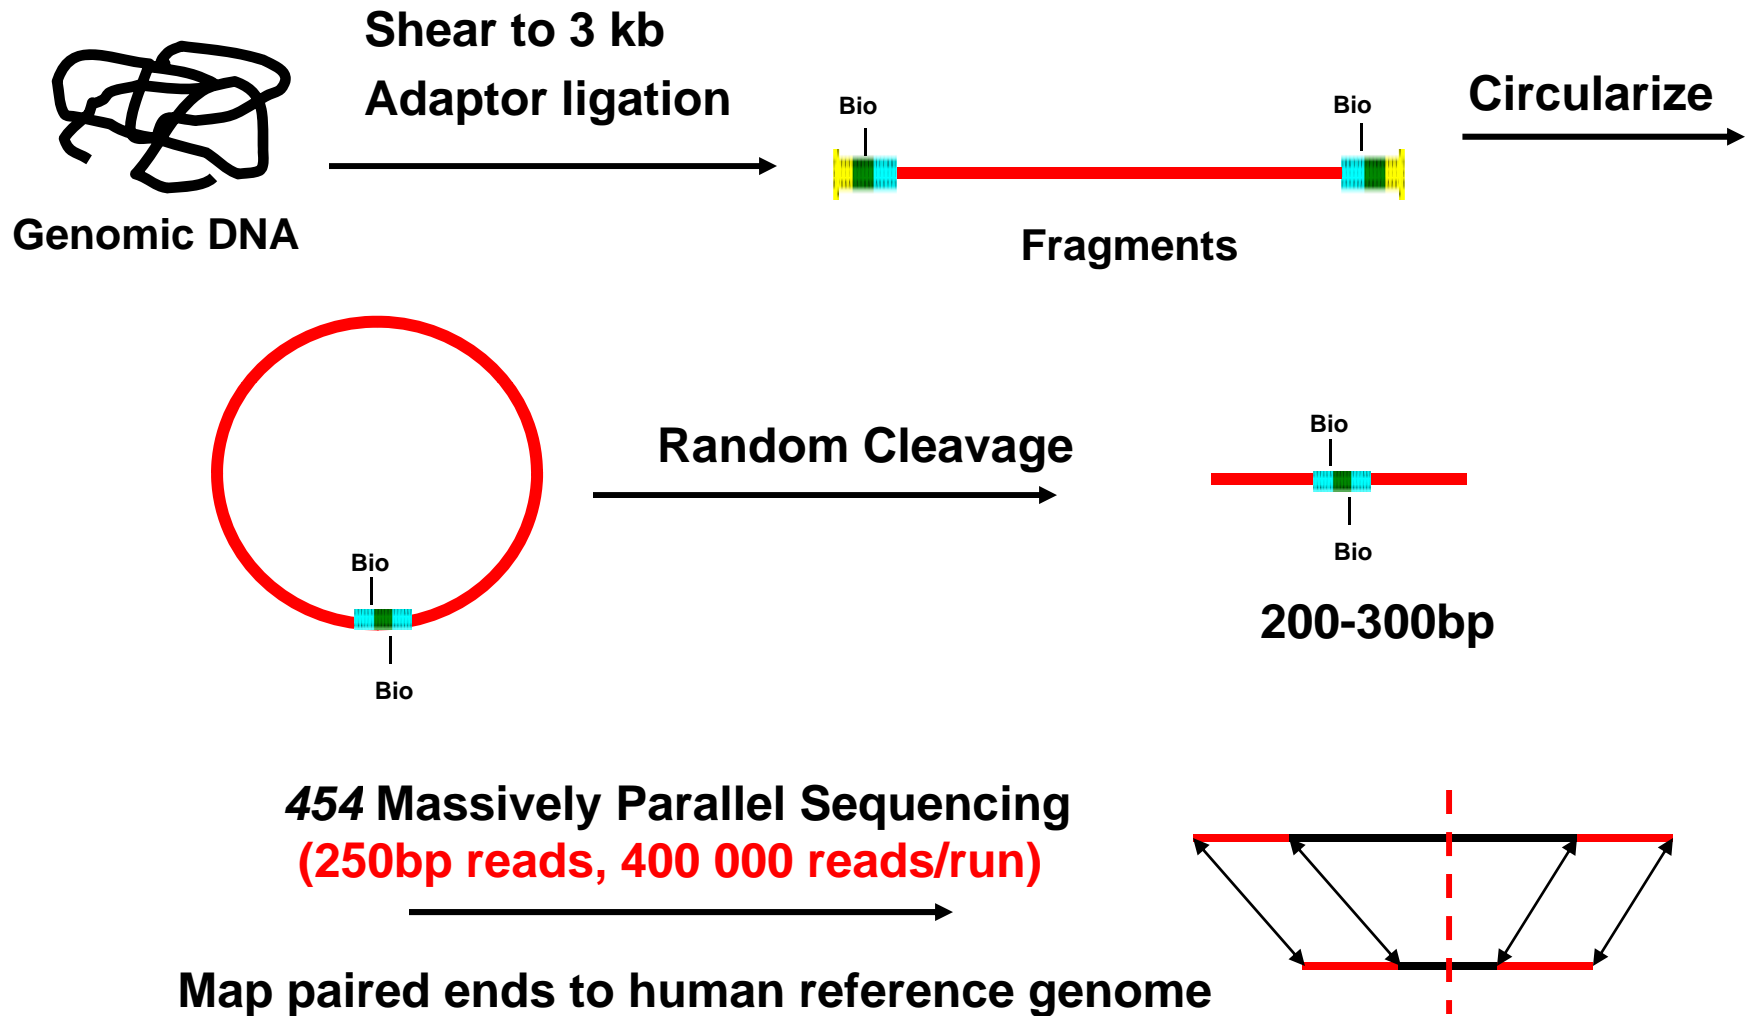 Shear to 3 kb
Adaptor ligation
Bio
Bio
Circularize
Genomic DNA
Fragments
Random Cleavage
Bio
Bio
Bio
Bio
200-300bp
454 Massively Parallel Sequencing
(250bp reads, 400 000 reads/run)
Map paired ends to human reference genome